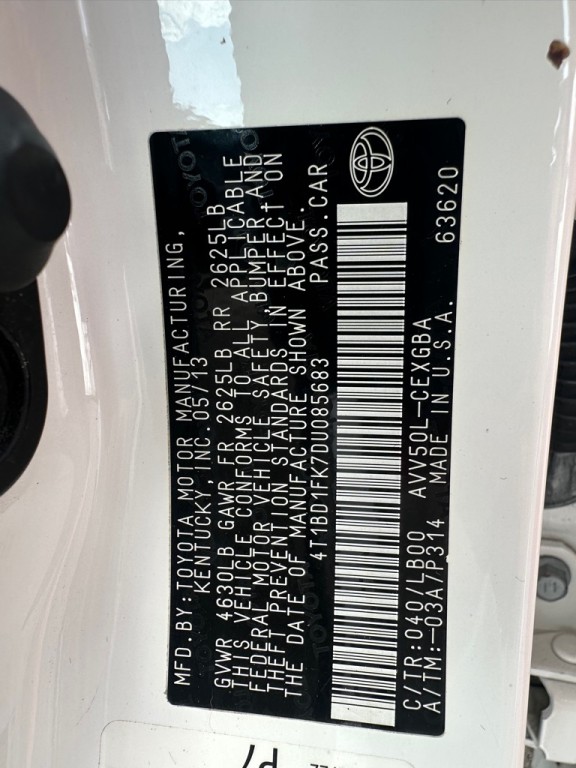 MFD.BY:TOYOTA MOTOR MANUFACTURING,
KENTUCKY, INC. 05/13
GVWR 4630LB GAWR FR 2625LB RR 2625LB
THIS VEHICLE CONFORMS TO ALL APPLICABLE
FEDERAL MOTOR VEHICLE SAFETY BUMPER, AND
THEFT PREVENTION STANDARDS IN EFFECT ON
THE DATE OF MANUFACTURE SHOWN ABOVE.
4T1BD1FK7DU085683 PASS.CAR
C/TR:040/LB00 AVV50L-CEXGBA
A/TM:-03A7P314 MADE IN U.S.A. 63620